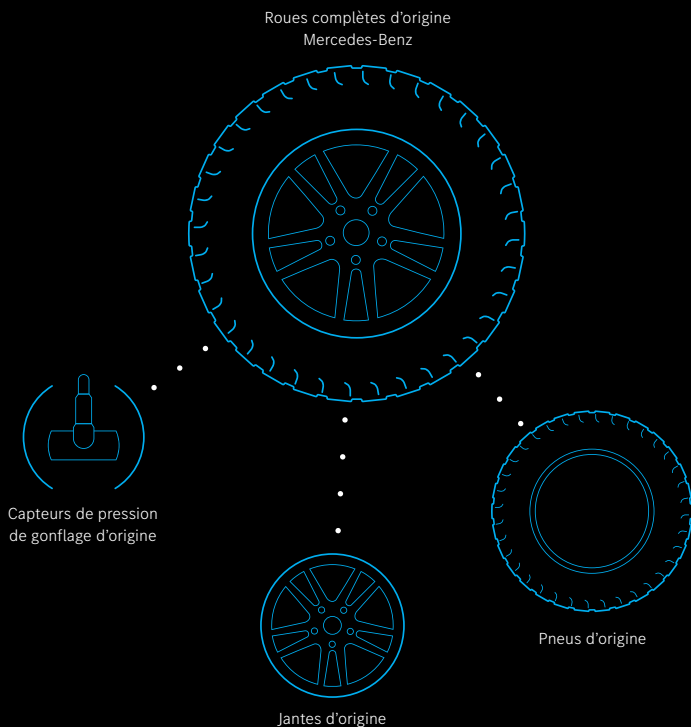 Roues complètes d’origine
Mercedes-Benz
Capteurs de pression
de gonflage d’origine
Pneus d’origine
Jantes d’origine